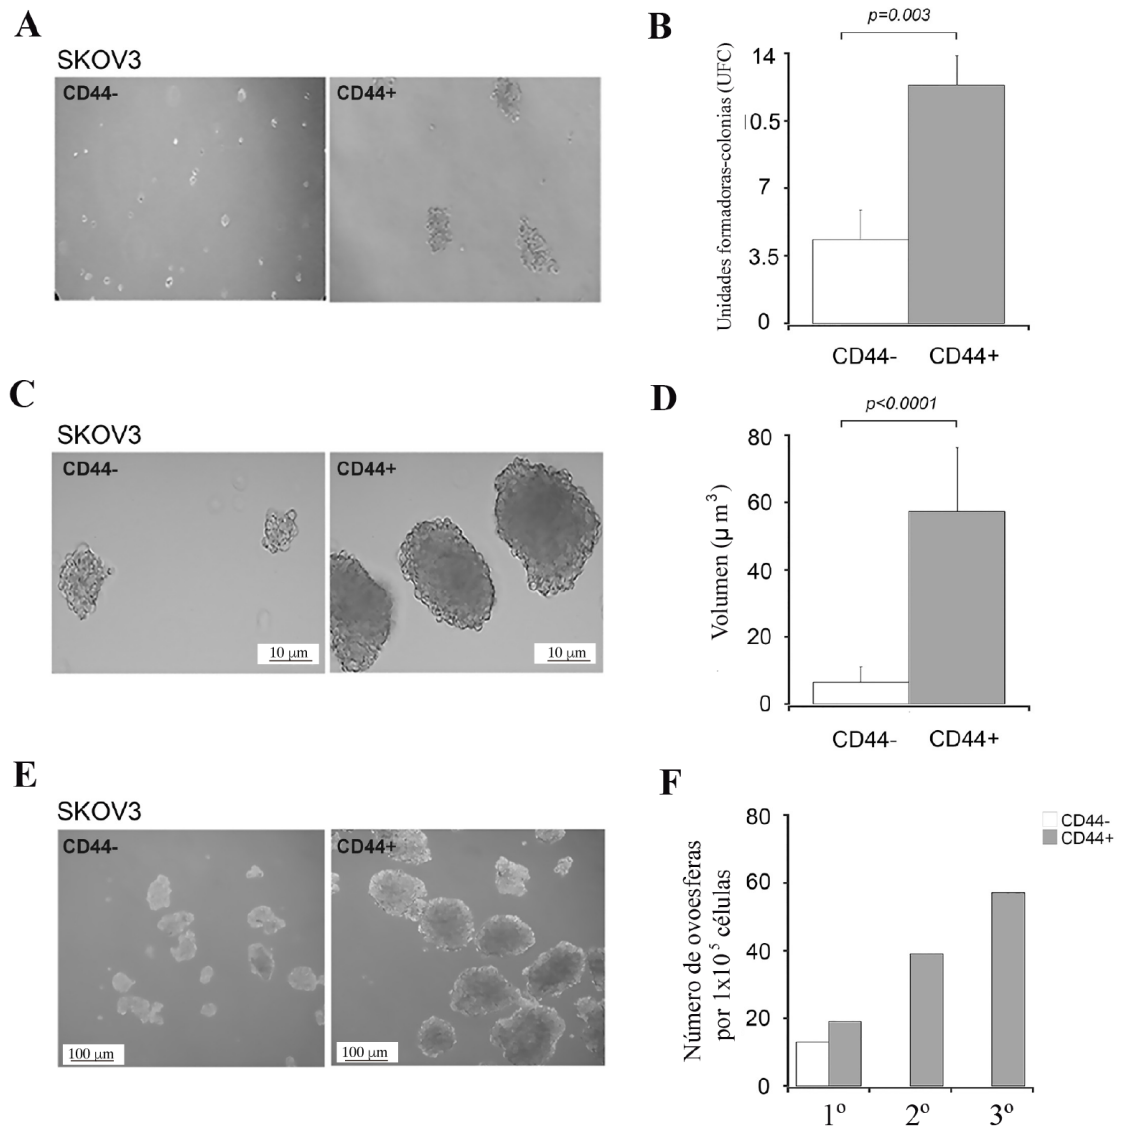 A
SKOV3
CD44-
CD44+
B
p=0.003
Unidades formadoras-colonias (UFC)
14
10.5
7
3.5
0
CD44- CD44+
C
SKOV3
CD44-
10 µm
CD44+
10 µm
D
p<0.0001
Volumen (µ m³)
80
60
40
20
0
CD44- CD44+
E
SKOV3
CD44-
100 µm
CD44+
100 µm
F
Número de ovoesferas
por 1x10⁵ células
80
60
40
20
0
1º 2º 3º
CD44-
CD44+